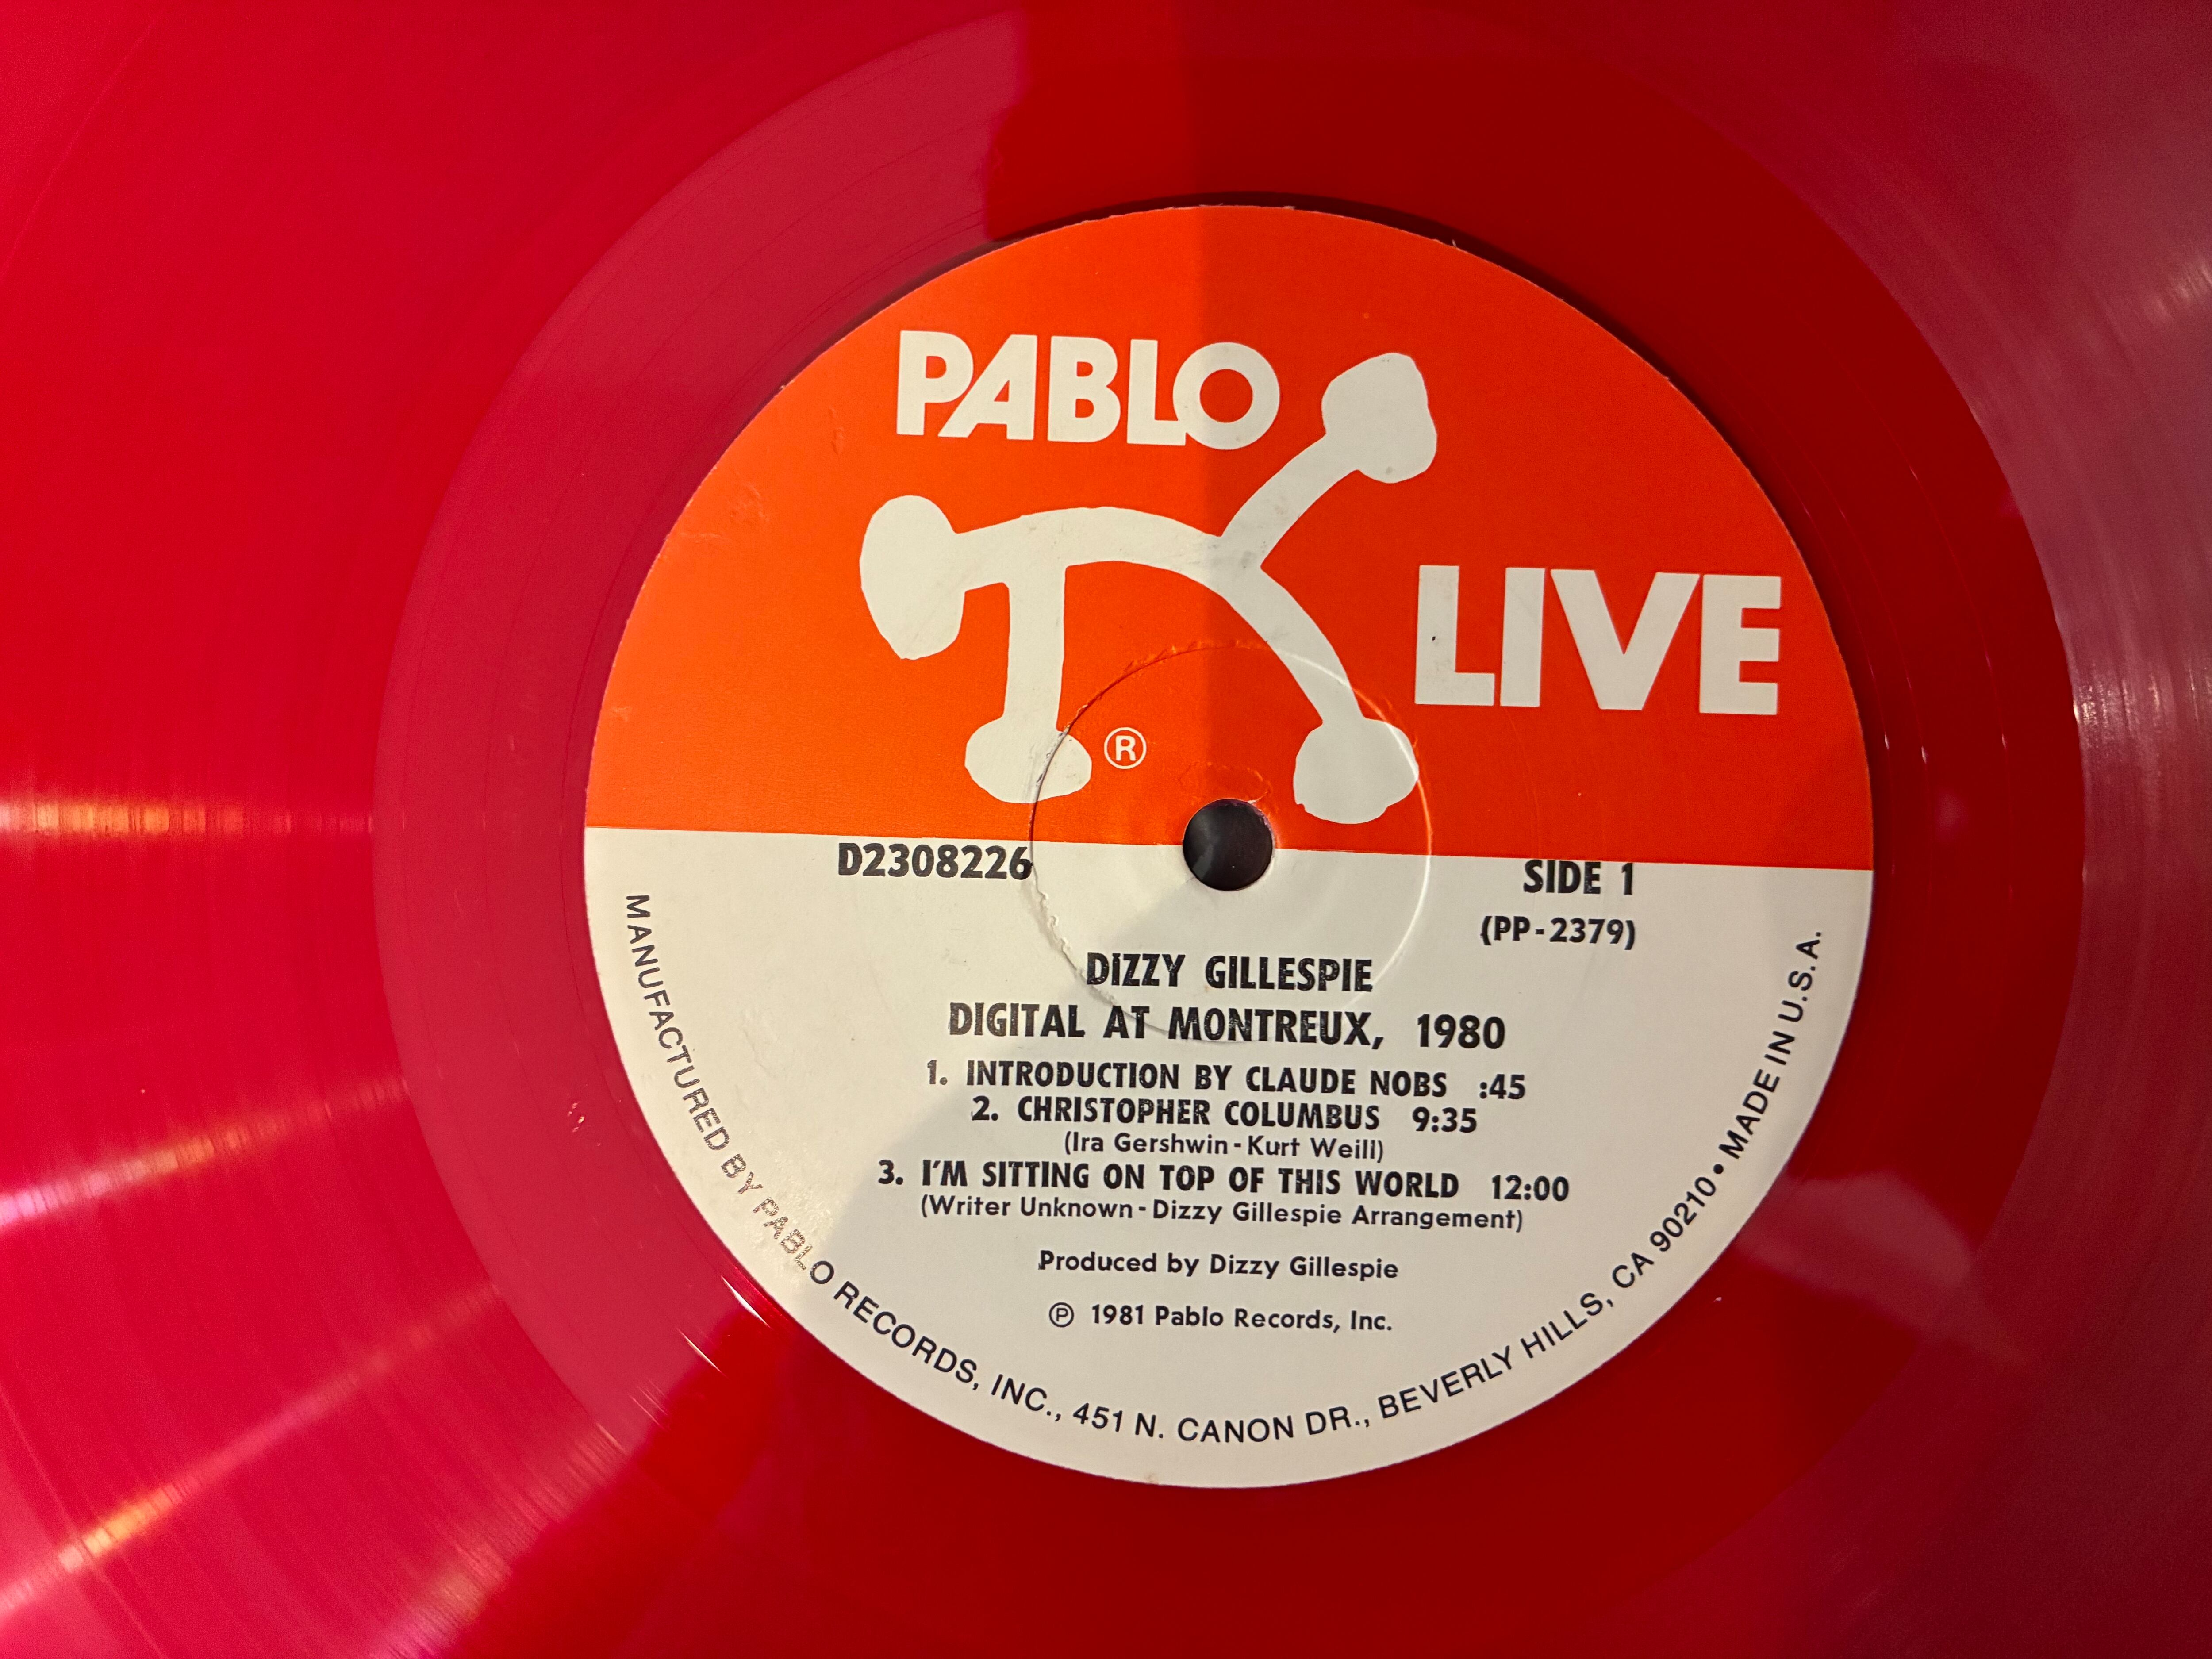 PABLO
LIVE
®
D2308226
SIDE 1
(PP-2379)
DIZZY GILLESPIE
DIGITAL AT MONTREUX, 1980
1. INTRODUCTION BY CLAUDE NOBS :45
2. CHRISTOPHER COLUMBUS 9:35
(Ira Gershwin-Kurt Weill)
3. I'M SITTING ON TOP OF THIS WORLD 12:00
(Writer Unknown-Dizzy Gillespie Arrangement)
Produced by Dizzy Gillespie
℗ 1981 Pablo Records, Inc.
MANUFACTURED BY PABLO RECORDS, INC., 451 N. CANON DR., BEVERLY HILLS, CA 90210 • MADE IN U.S.A.